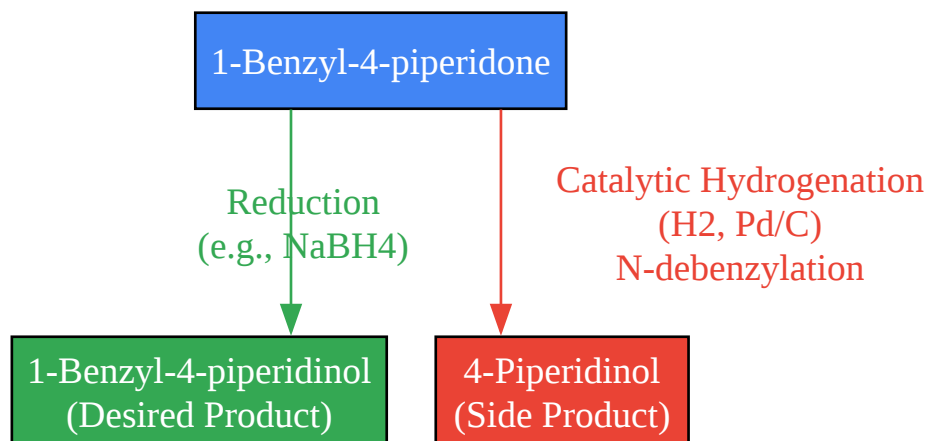 1-Benzyl-4-piperidone
Reduction
(e.g., NaBH4)
Catalytic Hydrogenation
(H2, Pd/C)
N-debenzylation
1-Benzyl-4-piperidinol
(Desired Product)
4-Piperidinol
(Side Product)